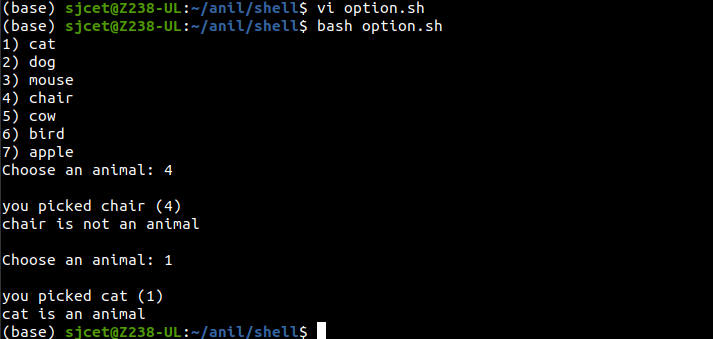 (base) sjcet@Z238-UL:~/anil/shell$ vi option.sh
(base) sjcet@Z238-UL:~/anil/shell$ bash option.sh
1) cat
2) dog
3) mouse
4) chair
5) cow
6) bird
7) apple
Choose an animal: 4
you picked chair (4)
chair is not an animal
Choose an animal: 1
you picked cat (1)
cat is an animal
(base) sjcet@Z238-UL:~/anil/shell$